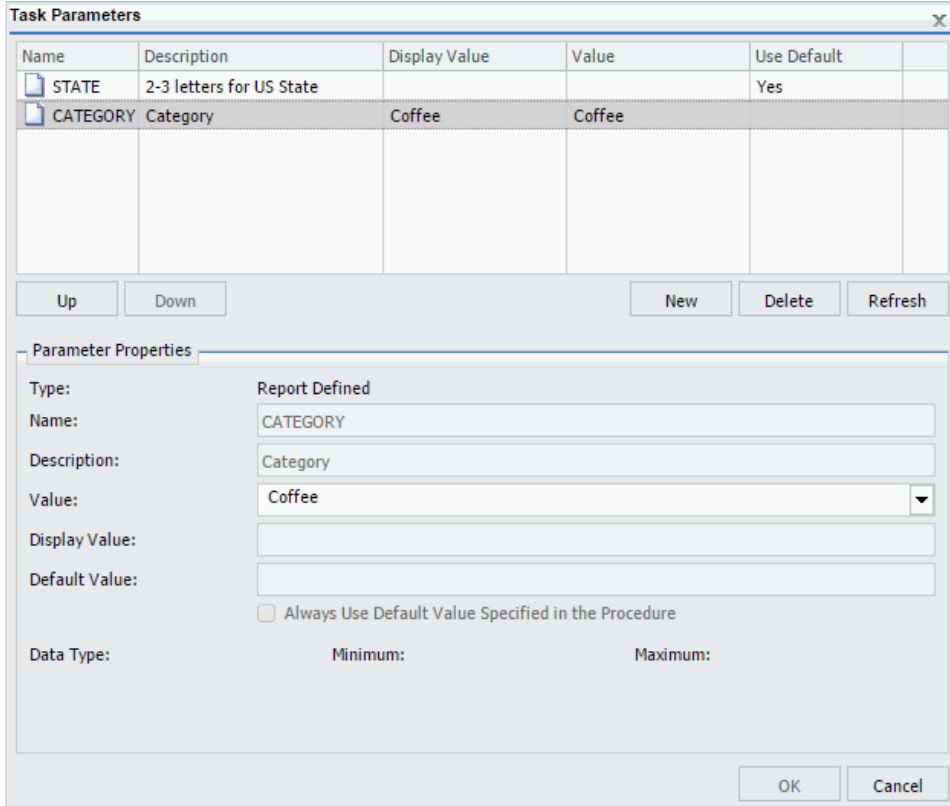 Task Parameters x
Name Description Display Value Value Use Default
STATE 2-3 letters for US State Yes
CATEGORY Category Coffee Coffee
Up Down New Delete Refresh
Parameter Properties
Type: Report Defined
Name: CATEGORY
Description: Category
Value: Coffee
Display Value:
Default Value:
Always Use Default Value Specified in the Procedure
Data Type: Minimum: Maximum:
OK Cancel